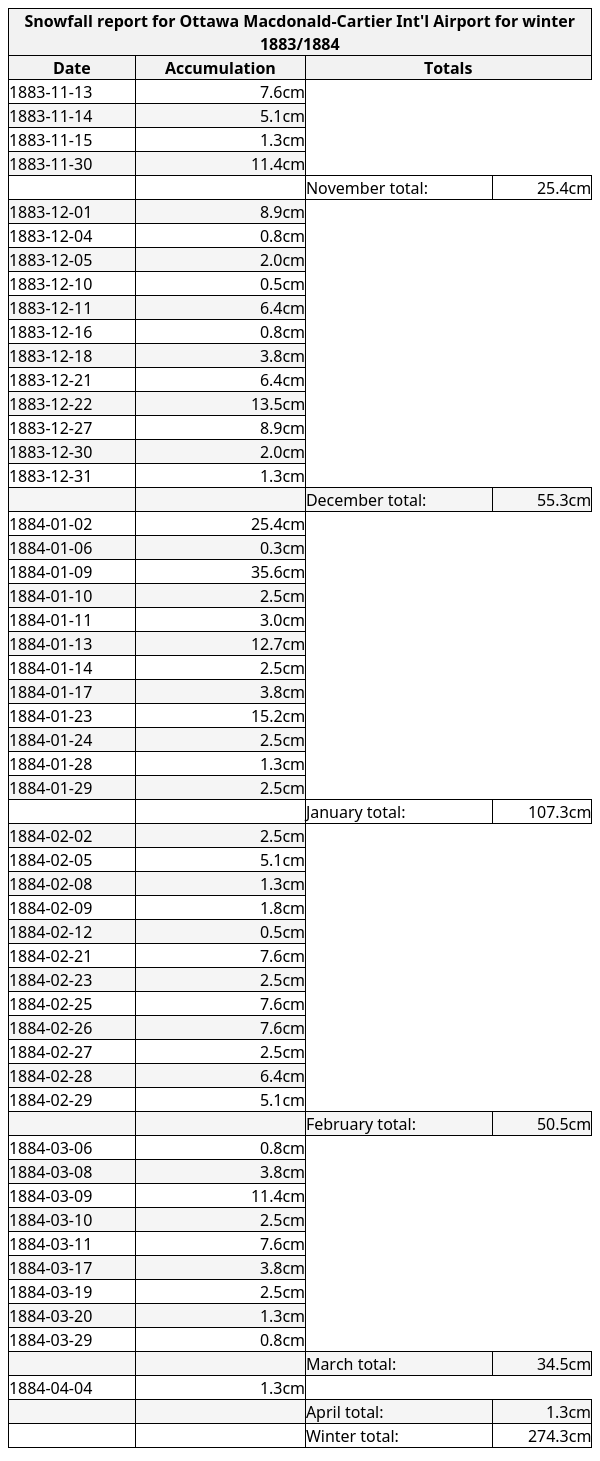 Snowfall report for Ottawa Macdonald-Cartier Int'l Airport for winter
1883/1884
Date Accumulation Totals
1883-11-13 7.6cm
1883-11-14 5.1cm
1883-11-15 1.3cm
1883-11-30 11.4cm
November total: 25.4cm
1883-12-01 8.9cm
1883-12-04 0.8cm
1883-12-05 2.0cm
1883-12-10 0.5cm
1883-12-11 6.4cm
1883-12-16 0.8cm
1883-12-18 3.8cm
1883-12-21 6.4cm
1883-12-22 13.5cm
1883-12-27 8.9cm
1883-12-30 2.0cm
1883-12-31 1.3cm
December total: 55.3cm
1884-01-02 25.4cm
1884-01-06 0.3cm
1884-01-09 35.6cm
1884-01-10 2.5cm
1884-01-11 3.0cm
1884-01-13 12.7cm
1884-01-14 2.5cm
1884-01-17 3.8cm
1884-01-23 15.2cm
1884-01-24 2.5cm
1884-01-28 1.3cm
1884-01-29 2.5cm
January total: 107.3cm
1884-02-02 2.5cm
1884-02-05 5.1cm
1884-02-08 1.3cm
1884-02-09 1.8cm
1884-02-12 0.5cm
1884-02-21 7.6cm
1884-02-23 2.5cm
1884-02-25 7.6cm
1884-02-26 7.6cm
1884-02-27 2.5cm
1884-02-28 6.4cm
1884-02-29 5.1cm
February total: 50.5cm
1884-03-06 0.8cm
1884-03-08 3.8cm
1884-03-09 11.4cm
1884-03-10 2.5cm
1884-03-11 7.6cm
1884-03-17 3.8cm
1884-03-19 2.5cm
1884-03-20 1.3cm
1884-03-29 0.8cm
March total: 34.5cm
1884-04-04 1.3cm
April total: 1.3cm
Winter total: 274.3cm